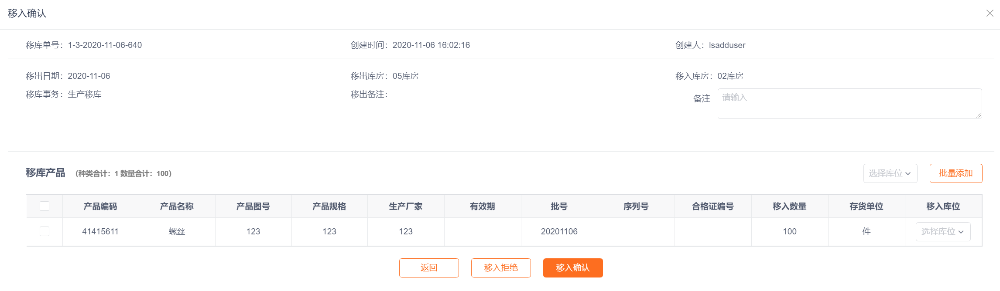 移入确认
移库单号：1-3-2020-11-06-640 创建时间：2020-11-06 16:02:16 创建人：lsadduser
移出日期：2020-11-06 移出库房：05库房 移入库房：02库房
移库事务：生产移库 移出备注： 备注 请输入
移库产品 （种类合计：1 数量合计：100） 选择库位 批量添加
产品编码 产品名称 产品图号 产品规格 生产厂家 有效期 批号 序列号 合格证编号 移入数量 存货单位 移入库位
41415611 螺丝 123 123 123 20201106 100 件 选择库位
返回 移入拒绝 移入确认